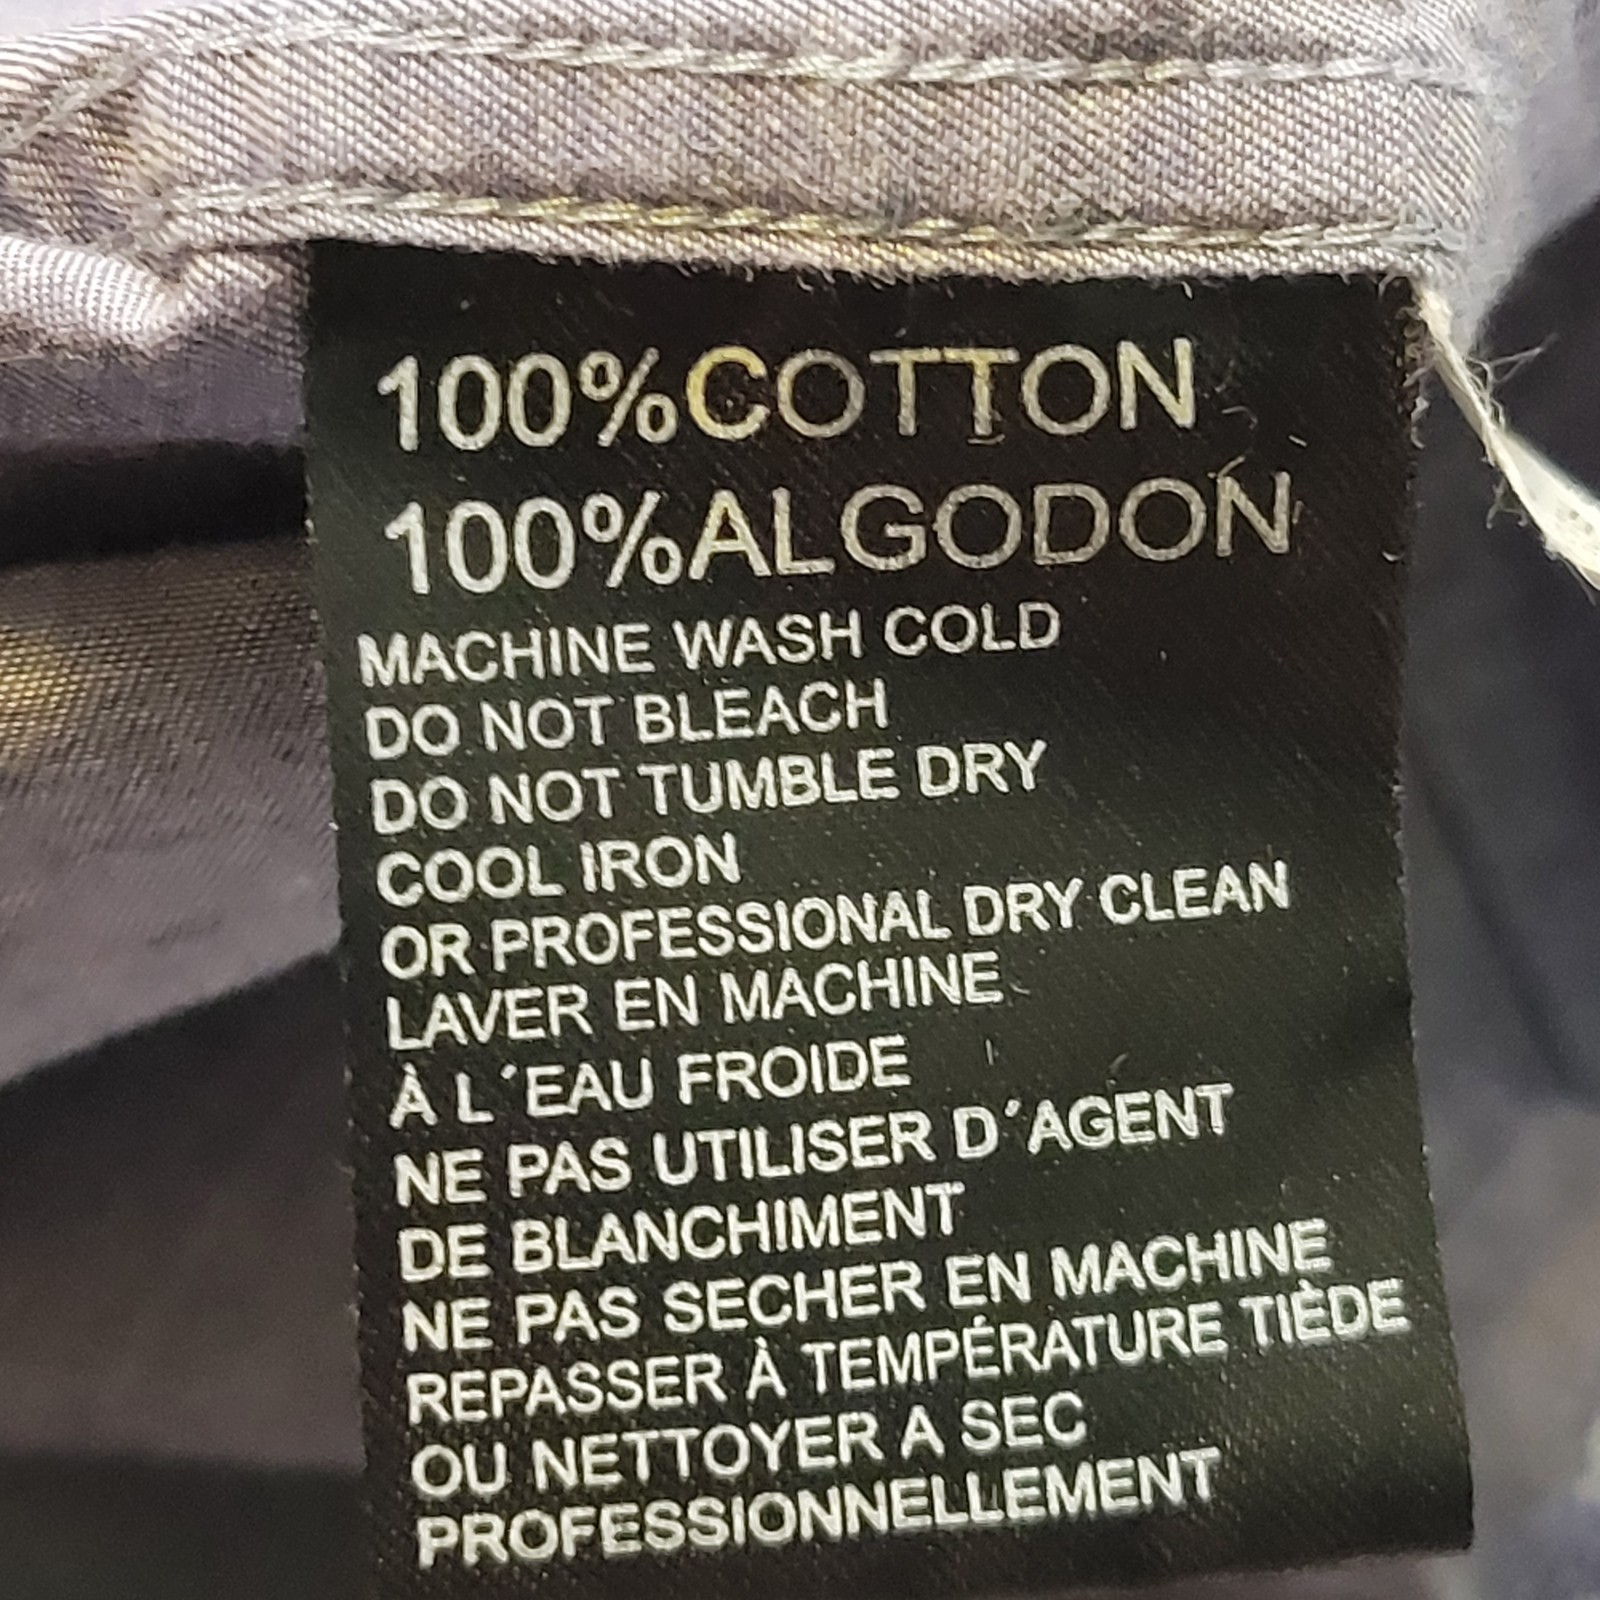 100%COTTON
100%ALGODON
MACHINE WASH COLD
DO NOT BLEACH
DO NOT TUMBLE DRY
COOL IRON
OR PROFESSIONAL DRY CLEAN
LAVER EN MACHINE
À L´EAU FROIDE
NE PAS UTILISER D´AGENT
DE BLANCHIMENT
NE PAS SECHER EN MACHINE
REPASSER À TEMPÉRATURE TIÈDE
OU NETTOYER A SEC
PROFESSIONNELLEMENT